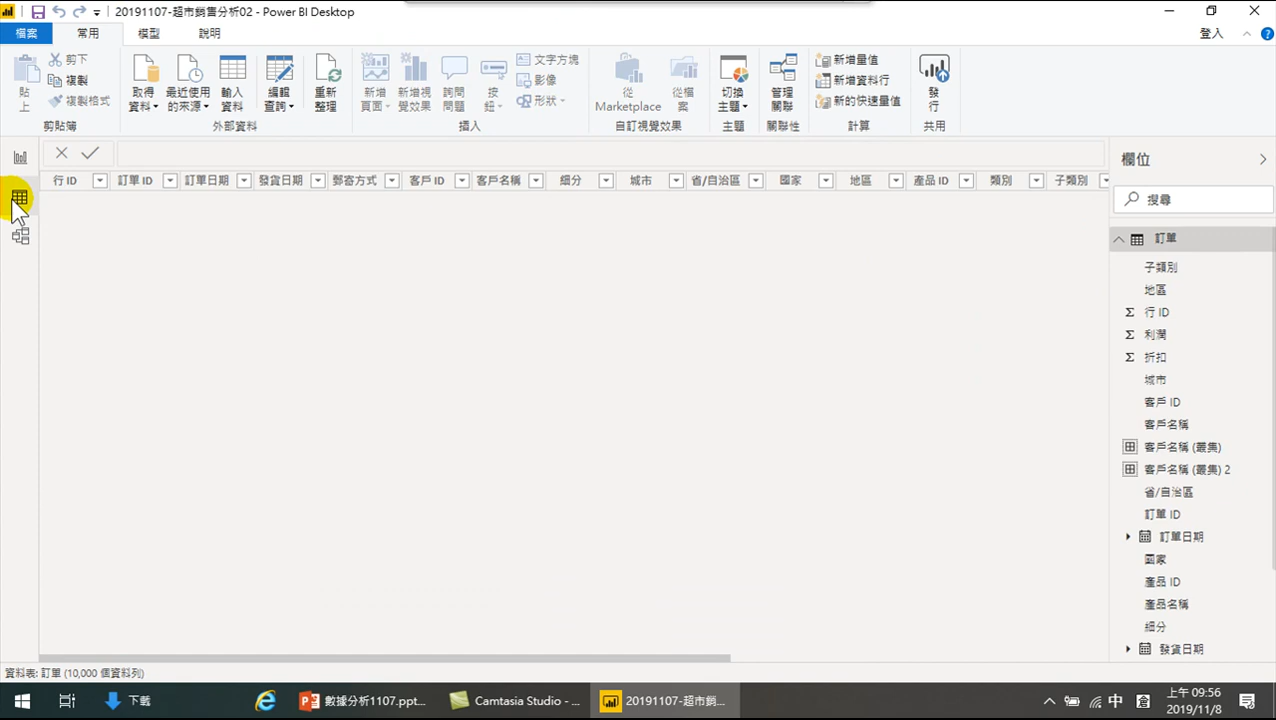 20191107-超市銷售分析02 - Power BI Desktop
檔案 常用 模型 說明 登入
貼上 剪下 複製 複製格式 剪貼簿
取得資料 最近使用的來源 輸入資料 編輯查詢 重新整理 外部資料
新增頁面 新增視覺效果 詢問問題 按鈕 文字方塊 影像 形狀 插入
從 Marketplace 從檔案 自訂視覺效果
切換主題 主題
管理關聯 關聯性
新增量值 新增資料行 新的快速量值 計算
發行 共用
行 ID 訂單 ID 訂單日期 發貨日期 郵寄方式 客戶 ID 客戶名稱 細分 城市 省/自治區 國家 地區 產品 ID 類別 子類別
欄位
搜尋
訂單
子類別
地區
Σ 行 ID
Σ 利潤
Σ 折扣
城市
客戶 ID
客戶名稱
客戶名稱 (叢集)
客戶名稱 (叢集) 2
省/自治區
訂單 ID
訂單日期
國家
產品 ID
產品名稱
細分
發貨日期
資料表: 訂單 (10,000 個資料列)
下載 數據分析1107.ppt... Camtasia Studio - ... 20191107-超市銷... 中 上午 09:56
2019/11/8